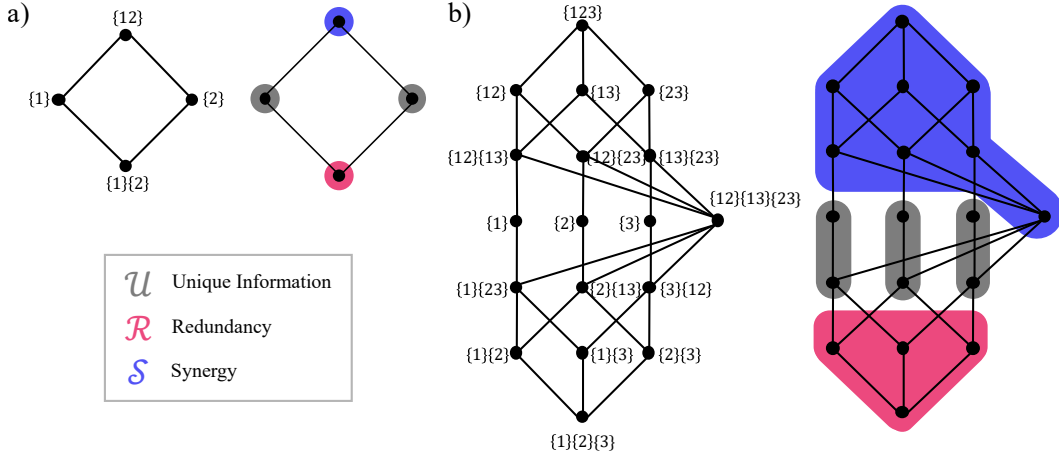 a)
{12}
{1}
{2}
{1}{2}
𝒰 Unique Information
ℛ Redundancy
𝒮 Synergy
b)
{123}
{12} {13} {23}
{12}{13} {12}{23} {13}{23}
{12}{13}{23}
{1} {2} {3}
{1}{23} {2}{13} {3}{12}
{1}{2} {1}{3} {2}{3}
{1}{2}{3}